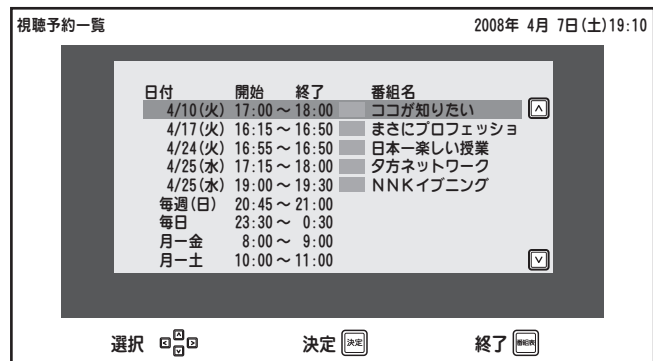 視聴予約一覧 2008年 4月 7日(土)19:10
日付 開始 終了 番組名
4/10(火) 17:00～18:00 ココが知りたい
4/17(火) 16:15～16:50 まさにプロフェッショ
4/24(火) 16:55～16:50 日本一楽しい授業
4/25(水) 17:15～18:00 夕方ネットワーク
4/25(水) 19:00～19:30 NNKイブニング
毎週(日) 20:45～21:00
毎日 23:30～ 0:30
月ー金 8:00～ 9:00
月ー土 10:00～11:00
選択 決定 決定 終了 番組表